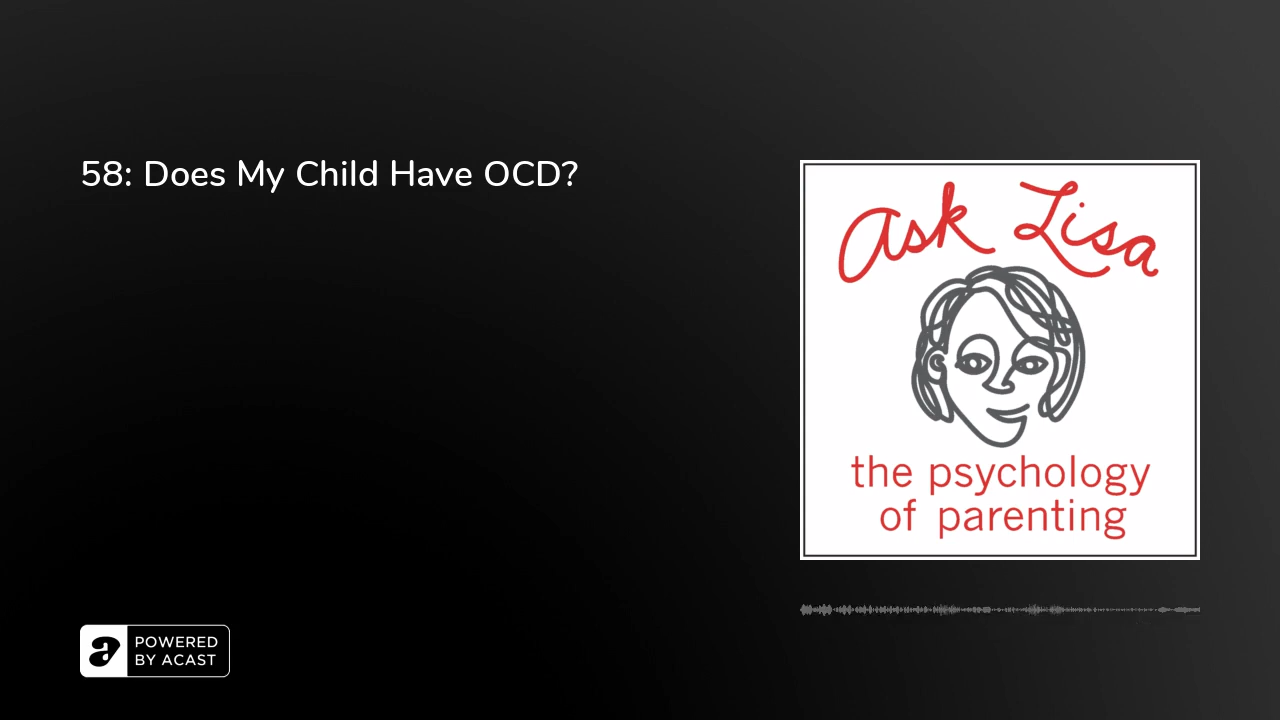 58: Does My Child Have OCD?
ask Lisa
the psychology
of parenting
a POWERED
BY ACAST